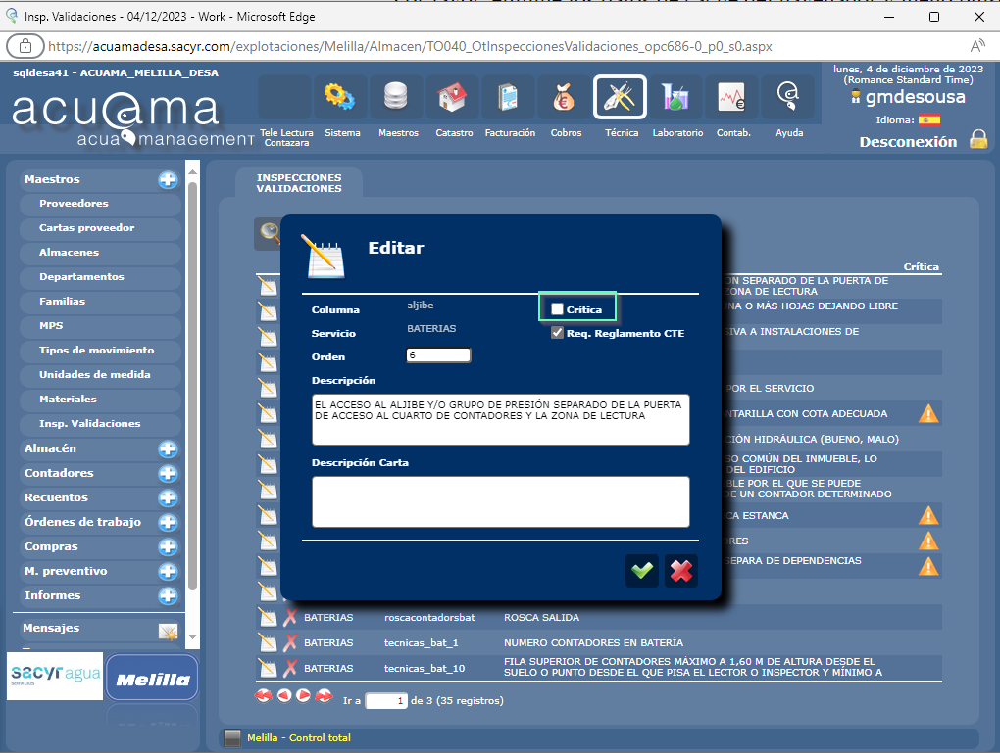 Insp. Validaciones - 04/12/2023 - Work - Microsoft Edge
https://acuamadesa.sacyr.com/explotaciones/Melilla/Almacen/TO040_OtInspeccionesValidaciones_opc686-0_p0_s0.aspx
sqldesa41 - ACUAMA_MELILLA_DESA
acuama
acua management
Tele Lectura
Contazara
Sistema
Maestros
Catastro
Facturación
Cobros
Técnica
Laboratorio
Contab.
Ayuda
lunes, 4 de diciembre de 2023
(Romance Standard Time)
gmdesousa
Idioma:
Desconexión
Maestros
Proveedores
Cartas proveedor
Almacenes
Departamentos
Familias
MPS
Tipos de movimiento
Unidades de medida
Materiales
Insp. Validaciones
Almacén
Contadores
Recuentos
Órdenes de trabajo
Compras
M. preventivo
Informes
Mensajes
sacyr agua
SERVICIOS
Melilla
INSPECCIONES
VALIDACIONES
Editar
Columna aljibe
Crítica
Servicio BATERIAS
Req. Reglamento CTE
Orden 6
Descripción
EL ACCESO AL ALJIBE Y/O GRUPO DE PRESIÓN SEPARADO DE LA PUERTA
DE ACCESO AL CUARTO DE CONTADORES Y LA ZONA DE LECTURA
Descripción Carta
Crítica
SEPARADO DE LA PUERTA DE
ZONA DE LECTURA
UNA O MÁS HOJAS DEJANDO LIBRE
A INSTALACIONES DE
POR EL SERVICIO
CON COTA ADECUADA
HIDRÁULICA (BUENO, MALO)
COMÚN DEL INMUEBLE, LO
DEL EDIFICIO
POR EL QUE SE PUEDE
DE UN CONTADOR DETERMINADO
ESTANCA
SEPARA DE DEPENDENCIAS
BATERIAS roscacontadorsbat ROSCA SALIDA
BATERIAS tecnicas_bat_1 NUMERO CONTADORES EN BATERÍA
BATERIAS tecnicas_bat_10 FILA SUPERIOR DE CONTADORES MÁXIMO A 1,60 M DE ALTURA DESDE EL
SUELO O PUNTO DESDE EL QUE PISA EL LECTOR O INSPECTOR Y MÍNIMO A
Ir a 1 de 3 (35 registros)
Melilla - Control total